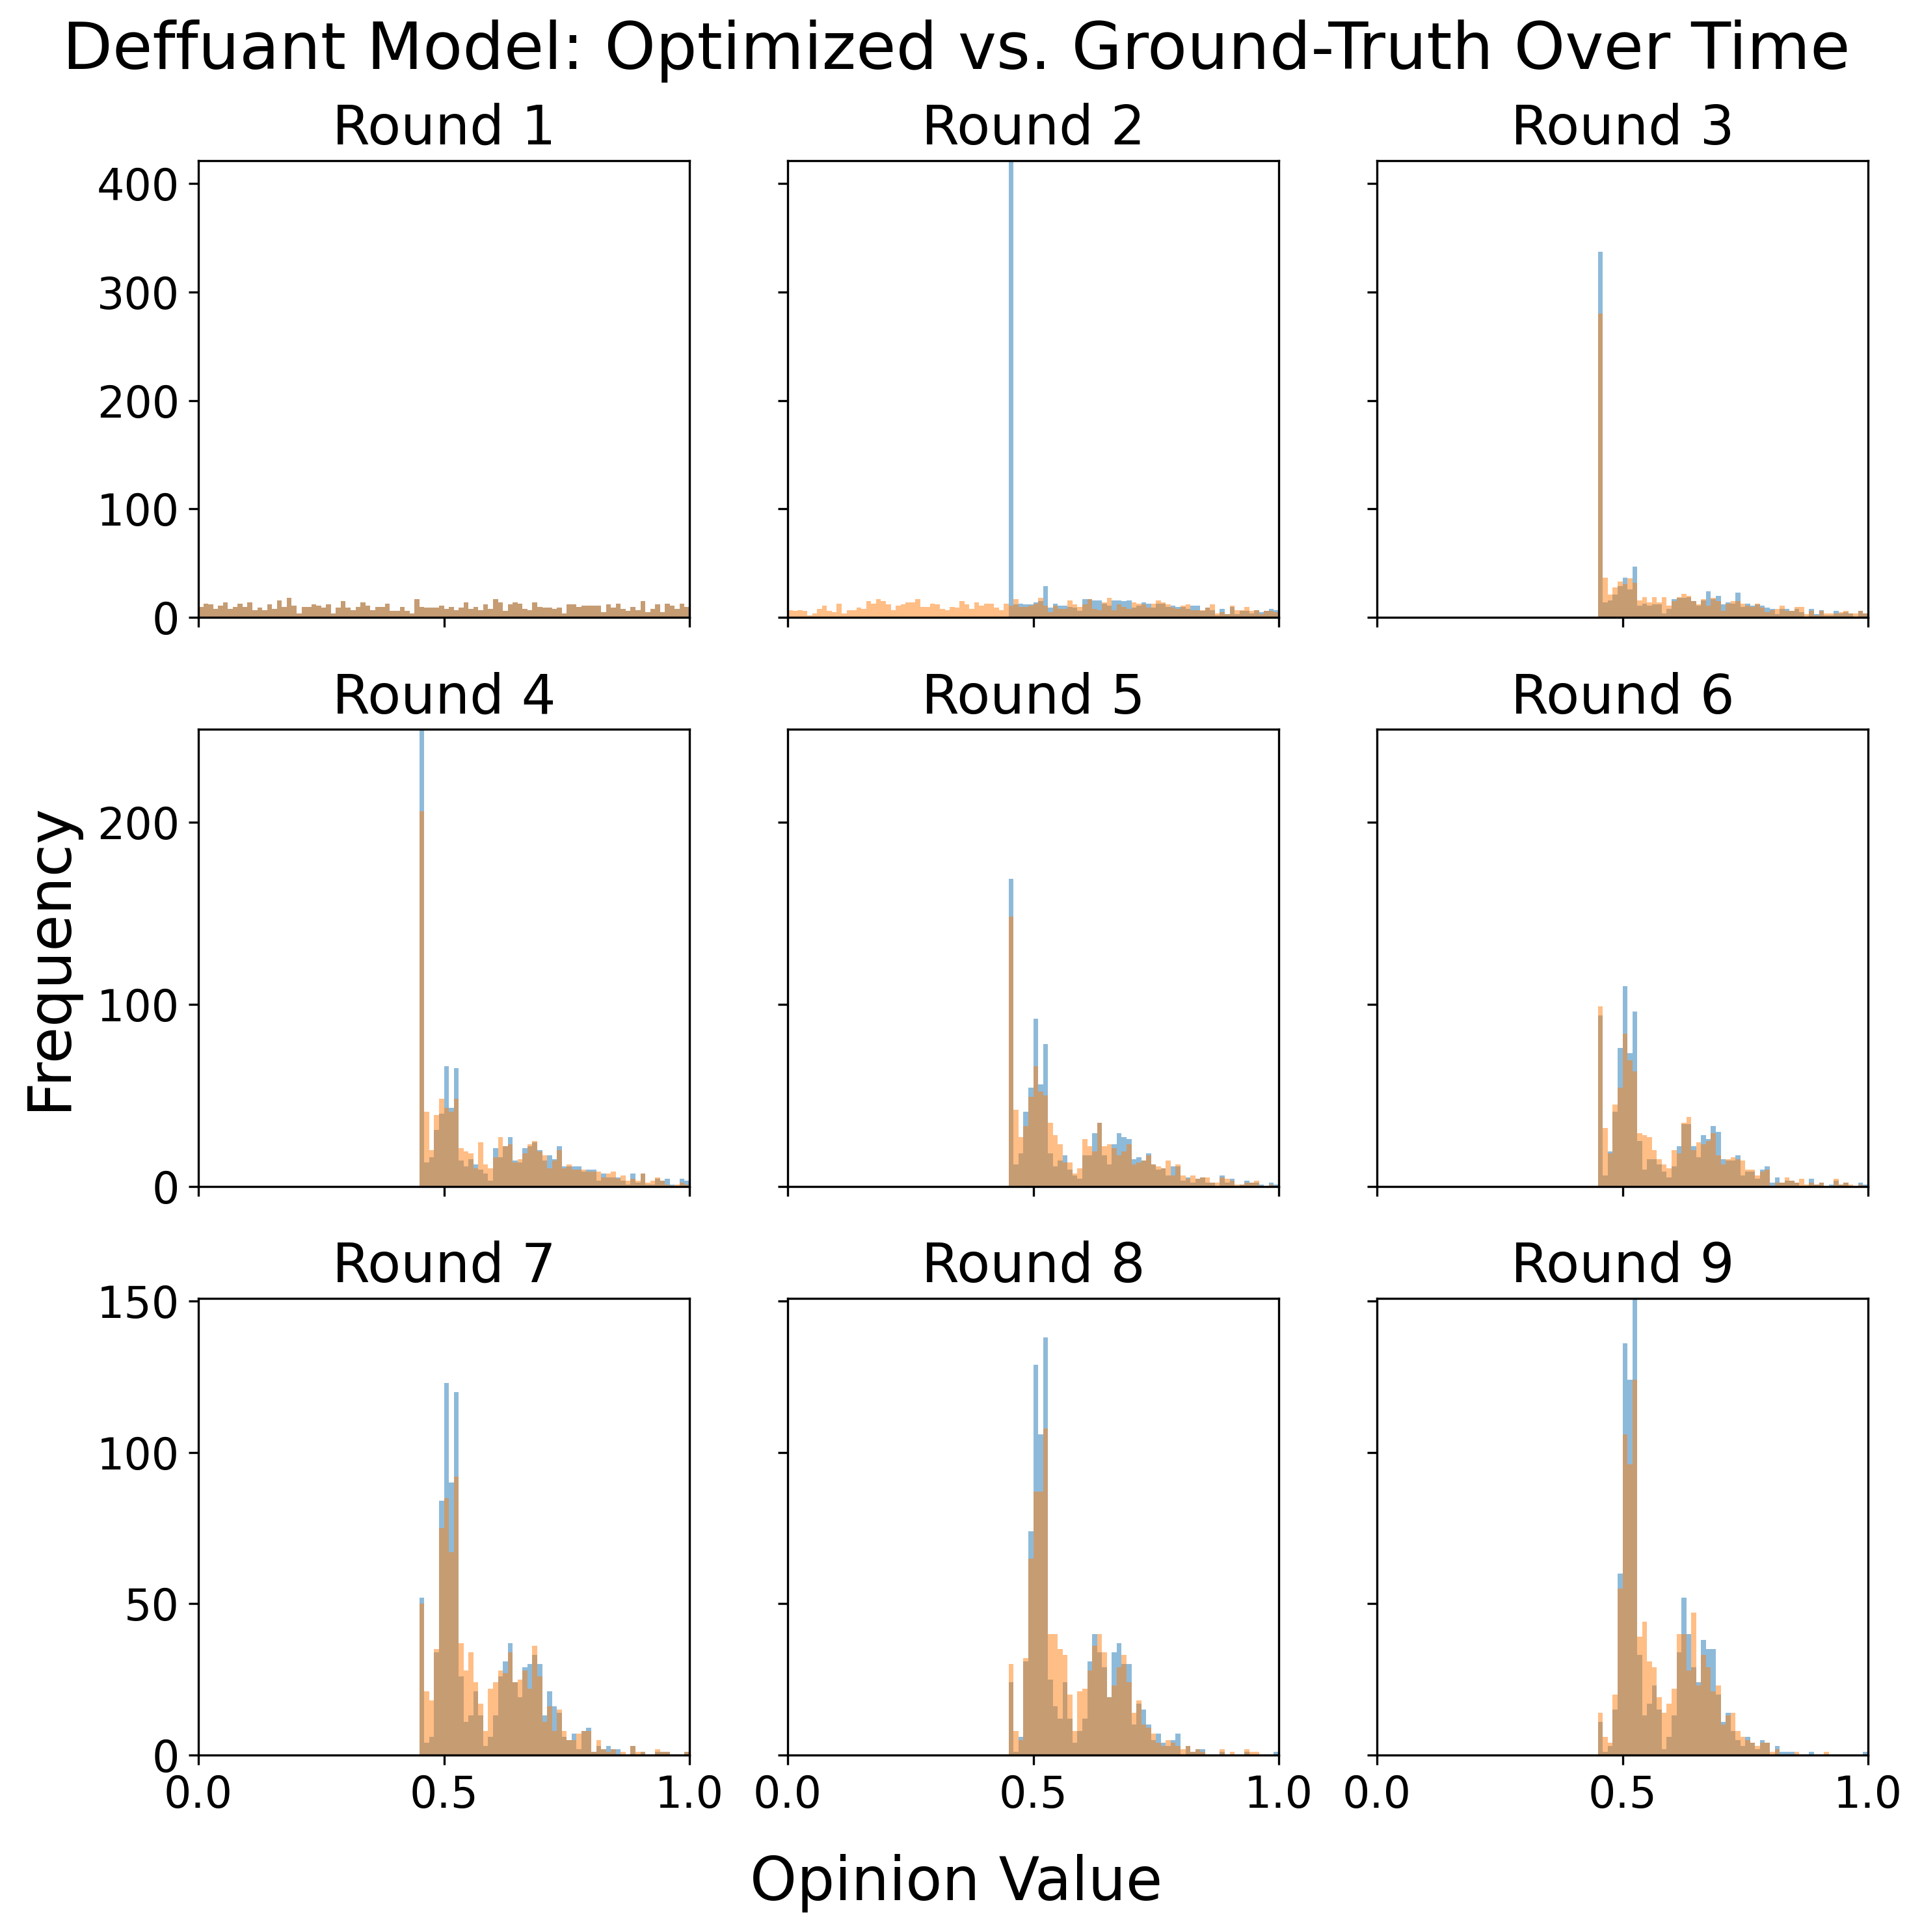 Deffuant Model: Optimized vs. Ground-Truth Over Time
Round 1
Round 2
Round 3
400
300
200
100
0
Round 4
Round 5
Round 6
200
100
0
Frequency
Round 7
Round 8
Round 9
150
100
50
0
0.0 0.5 1.0 0.0 0.5 1.0 0.0 0.5 1.0
Opinion Value